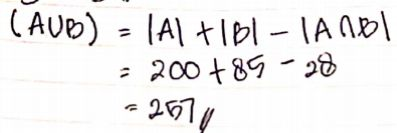 (AUB) = |A| + |B| - |A∩B|
= 200 + 85 - 28
= 257//